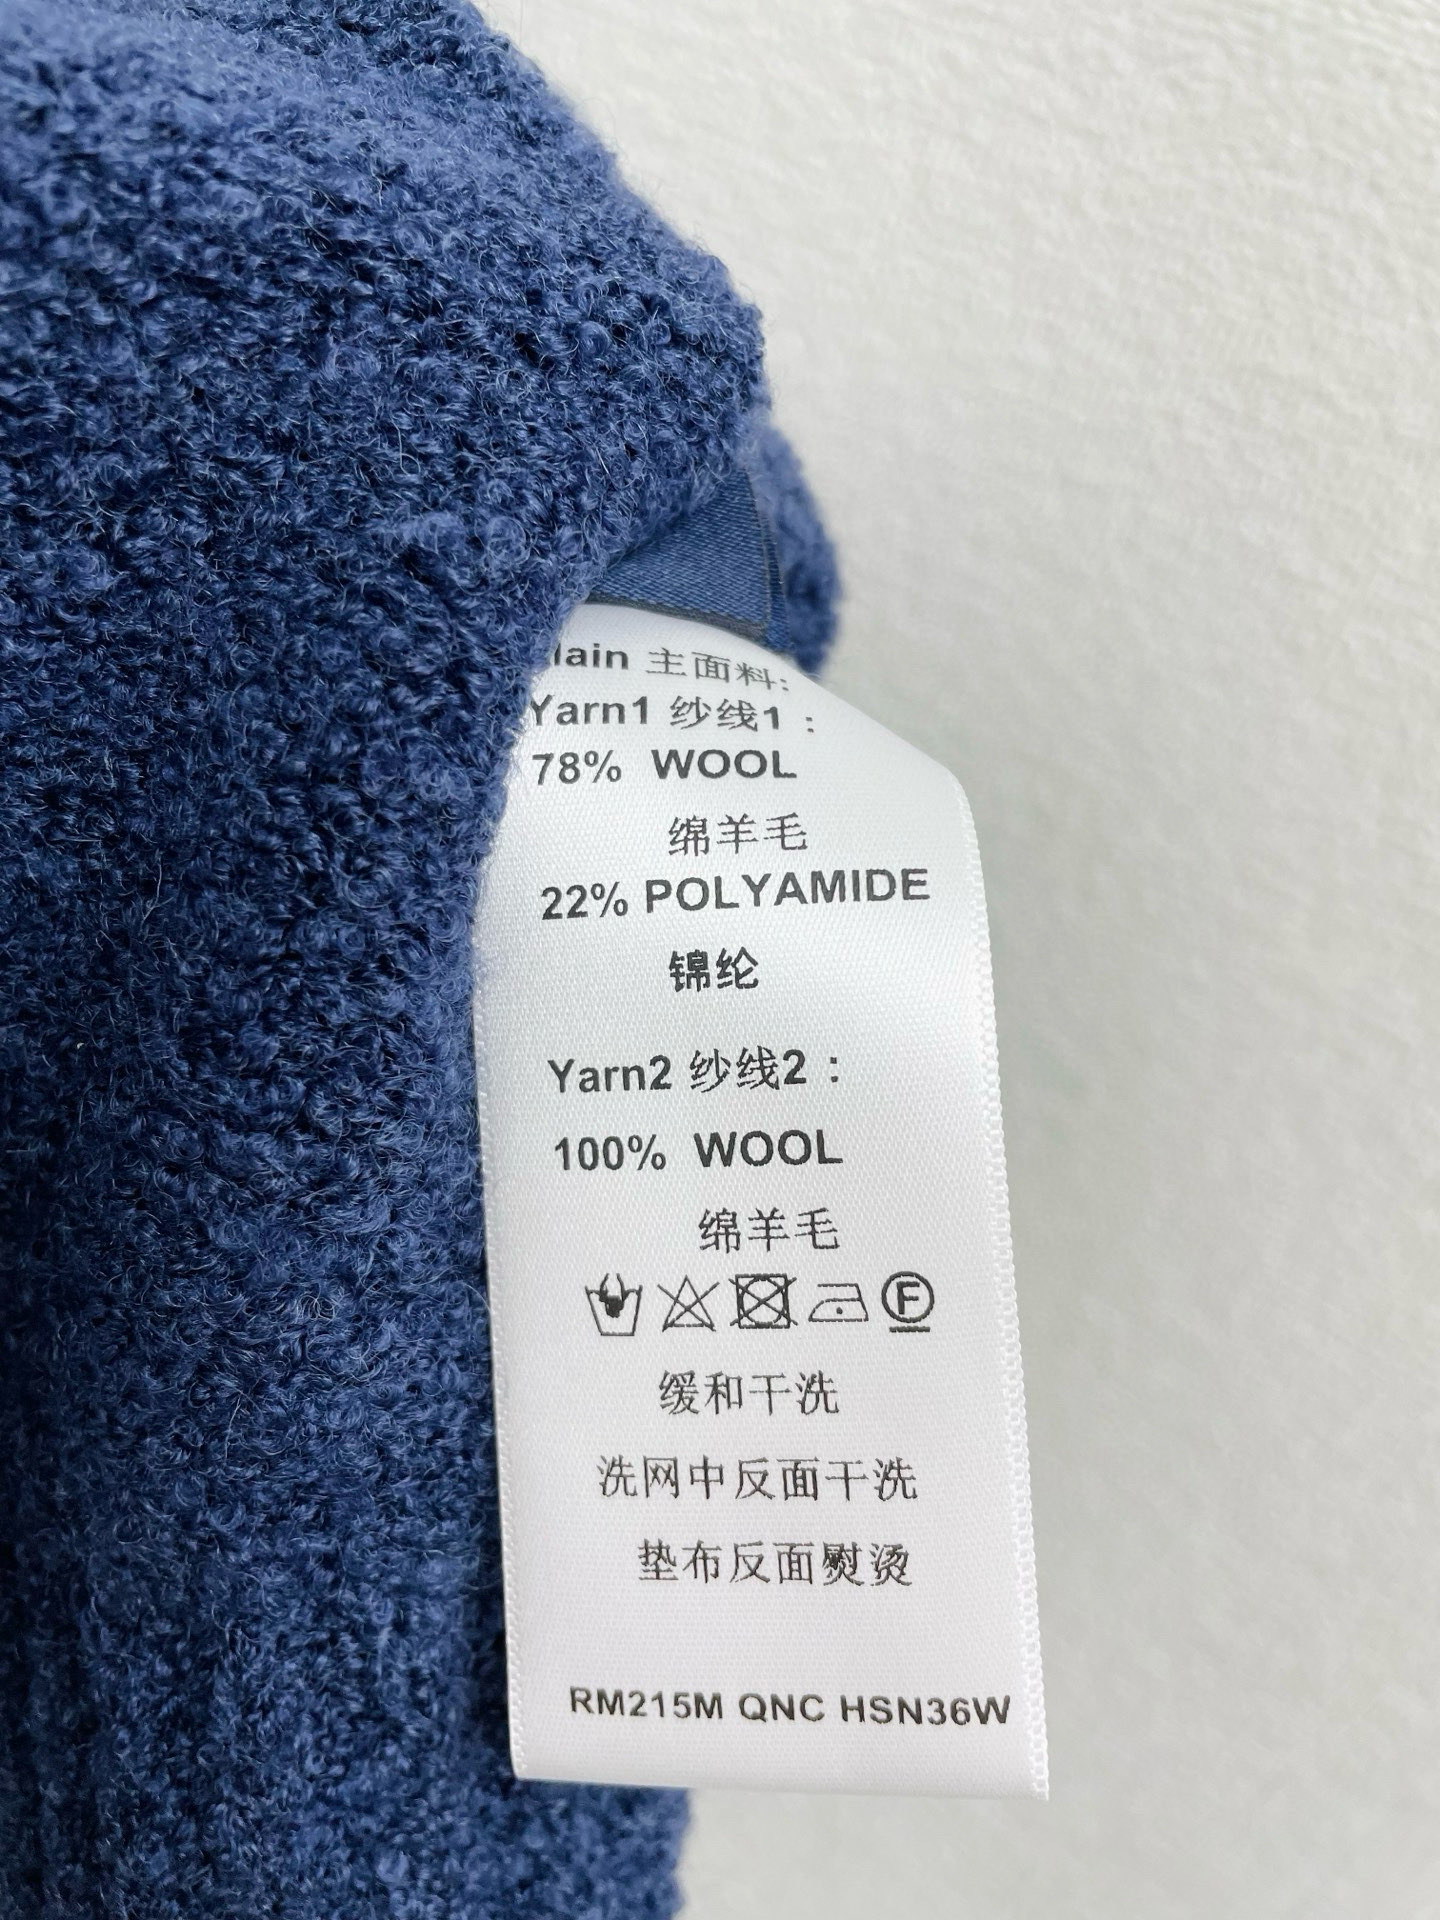 Main 主面料:
Yarn1 纱线1 :
78% WOOL
绵羊毛
22% POLYAMIDE
锦纶
Yarn2 纱线2 :
100% WOOL
绵羊毛
F
缓和干洗
洗网中反面干洗
垫布反面熨烫
RM215M QNC HSN36W